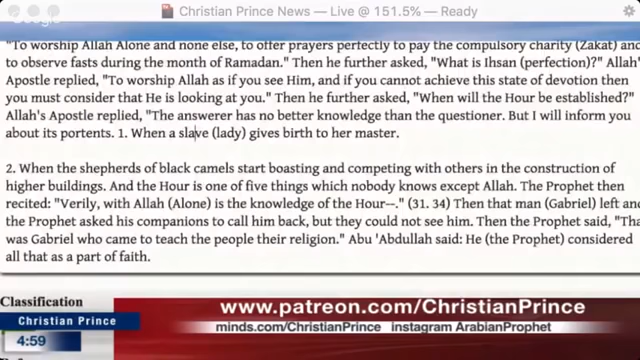 Christian Prince News — Live @ 151.5% — Ready
"To worship Allah Alone and none else, to offer prayers perfectly to pay the compulsory charity (Zakat) and
to observe fasts during the month of Ramadan." Then he further asked, "What is Ihsan (perfection)?" Allah'
Apostle replied, "To worship Allah as if you see Him, and if you cannot achieve this state of devotion then
you must consider that He is looking at you." Then he further asked, "When will the Hour be established?"
Allah's Apostle replied, "The answerer has no better knowledge than the questioner. But I will inform you
about its portents. 1. When a slave (lady) gives birth to her master.
2. When the shepherds of black camels start boasting and competing with others in the construction of
higher buildings. And the Hour is one of five things which nobody knows except Allah. The Prophet then
recited: "Verily, with Allah (Alone) is the knowledge of the Hour--." (31. 34) Then that man (Gabriel) left and
the Prophet asked his companions to call him back, but they could not see him. Then the Prophet said, "Tha
was Gabriel who came to teach the people their religion." Abu 'Abdullah said: He (the Prophet) considered
all that as a part of faith.
Classification
www.patreon.com/ChristianPrince
Christian Prince
minds.com/ChristianPrince instagram ArabianProphet
4:59